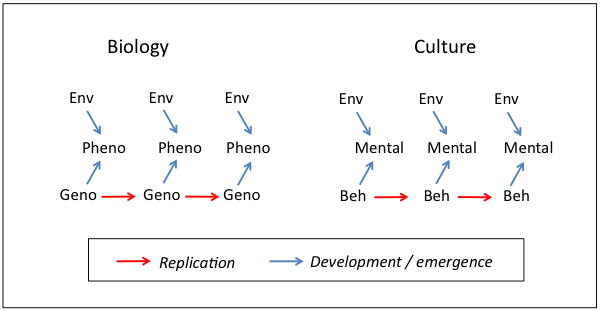 Biology
Culture
Env Env Env
Env Env Env
Pheno Pheno Pheno
Mental Mental Mental
Geno Geno Geno
Beh Beh Beh
Replication
Development / emergence